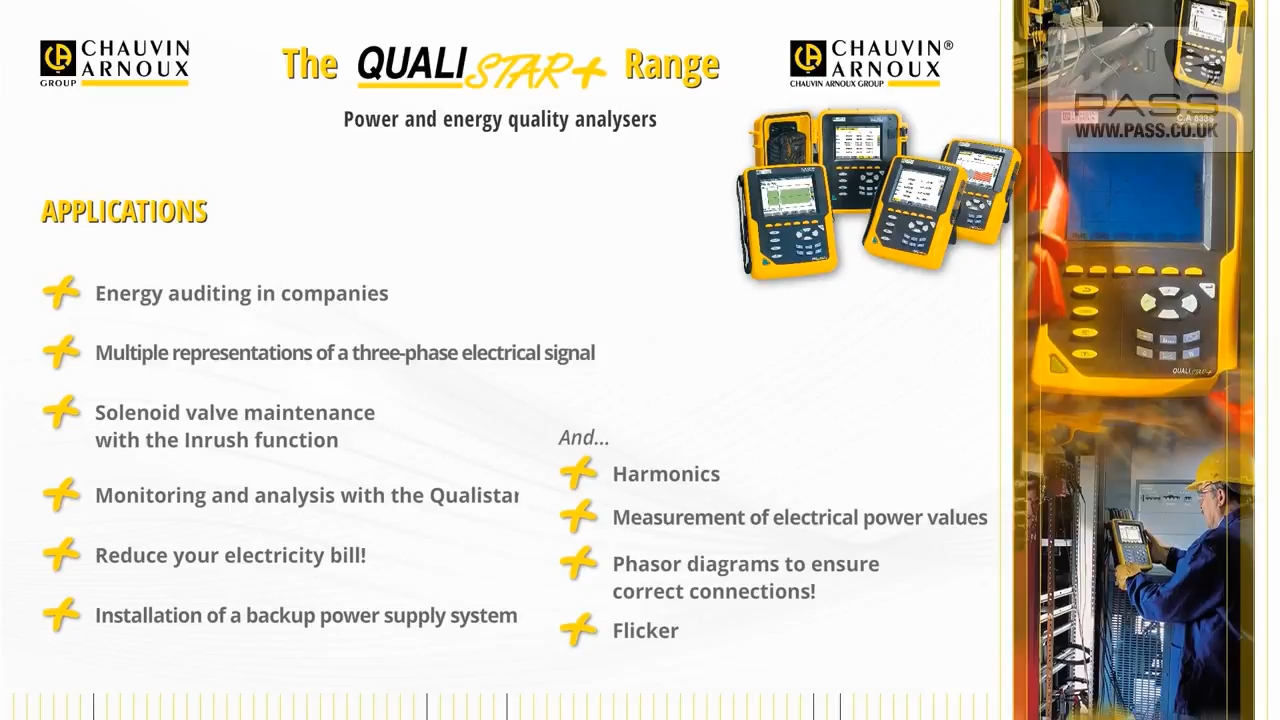 CHAUVIN
ARNOUX
GROUP
The QUALISTAR+ Range
Power and energy quality analysers
CHAUVIN®
ARNOUX
CHAUVIN ARNOUX GROUP
PASS
WWW.PASS.CO.UK
C.A 8336
APPLICATIONS
Energy auditing in companies
Multiple representations of a three-phase electrical signal
Solenoid valve maintenance
with the Inrush function
Monitoring and analysis with the Qualistar
Reduce your electricity bill!
Installation of a backup power supply system
And...
Harmonics
Measurement of electrical power values
Phasor diagrams to ensure
correct connections!
Flicker
QUALISTAR+